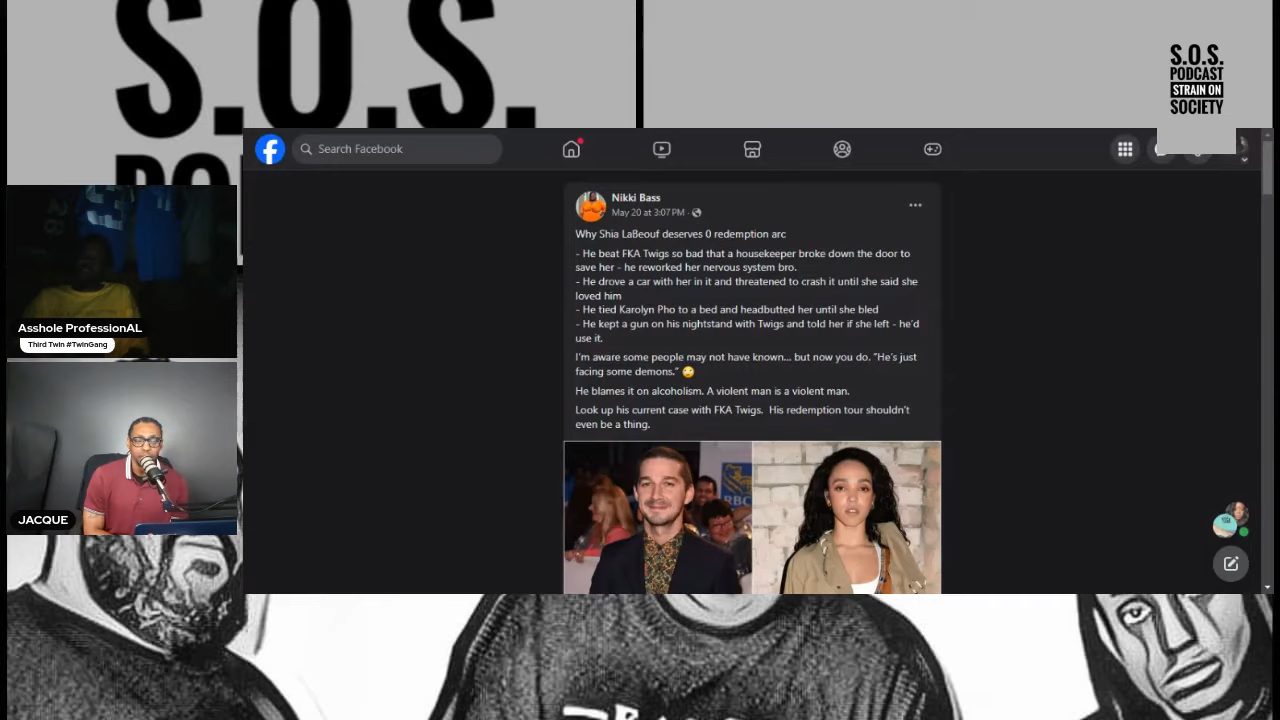 S.O.S.
PO
S.O.S.
PODCAST
STRAIN ON
SOCIETY
Search Facebook
Nikki Bass
May 20 at 3:07 PM ·
Why Shia LaBeouf deserves 0 redemption arc
- He beat FKA Twigs so bad that a housekeeper broke down the door to
save her - he reworked her nervous system bro.
- He drove a car with her in it and threatened to crash it until she said she
loved him
- He tied Karolyn Pho to a bed and headbutted her until she bled
- He kept a gun on his nightstand with Twigs and told her if she left - he'd
use it.
I'm aware some people may not have known... but now you do. "He's just
facing some demons." 🙄
He blames it on alcoholism. A violent man is a violent man.
Look up his current case with FKA Twigs. His redemption tour shouldn't
even be a thing.
RBC
Asshole ProfessionAL
Third Twin #TwinGang
JACQUE